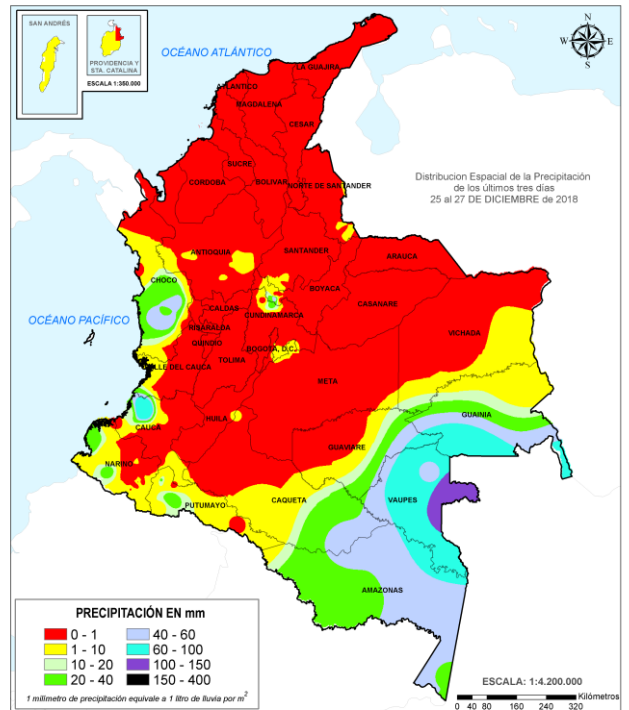 SAN ANDRÉS
PROVIDENCIA Y
STA. CATALINA
ESCALA 1:350.000
OCÉANO ATLÁNTICO
N
W E
S
LA GUAJIRA
ATLANTICO
MAGDALENA
CESAR
SUCRE
CORDOBA
BOLIVAR
NORTE DE SANTANDER
Distribucion Espacial de la Precipitación
de los últimos tres días
25 al 27 DE DICIEMBRE de 2018
ANTIOQUIA
SANTANDER
ARAUCA
CHOCO
BOYACA
CASANARE
OCÉANO PACÍFICO
CALDAS
CUNDINAMARCA
RISARALDA
VICHADA
QUINDIO
BOGOTA, D.C.
TOLIMA
VALLE DEL CAUCA
META
GUAINIA
HUILA
CAUCA
GUAVIARE
NARIÑO
CAQUETA
VAUPES
PUTUMAYO
AMAZONAS
PRECIPITACIÓN EN mm
0 - 1 40 - 60
1 - 10 60 - 100
10 - 20 100 - 150
20 - 40 150 - 400
1 milímetro de precipitación equivale a 1 litro de lluvia por m2
ESCALA: 1:4.200.000
Kilómetros
0 40 80 160 240 320